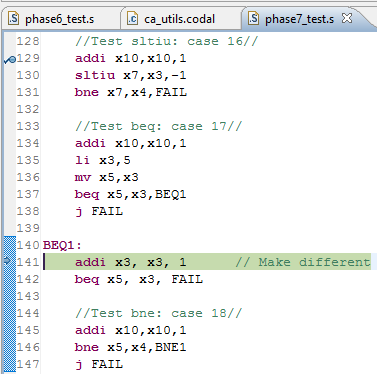 phase6_test.s ca_utils.codal phase7_test.s
128 //Test sltiu: case 16//
129 addi x10,x10,1
130 sltiu x7,x3,-1
131 bne x7,x4,FAIL
132
133 //Test beq: case 17//
134 addi x10,x10,1
135 li x3,5
136 mv x5,x3
137 beq x5,x3,BEQ1
138 j FAIL
139
140 BEQ1:
141 addi x3, x3, 1 // Make different
142 beq x5, x3, FAIL
143
144 //Test bne: case 18//
145 addi x10,x10,1
146 bne x5,x4,BNE1
147 j FAIL